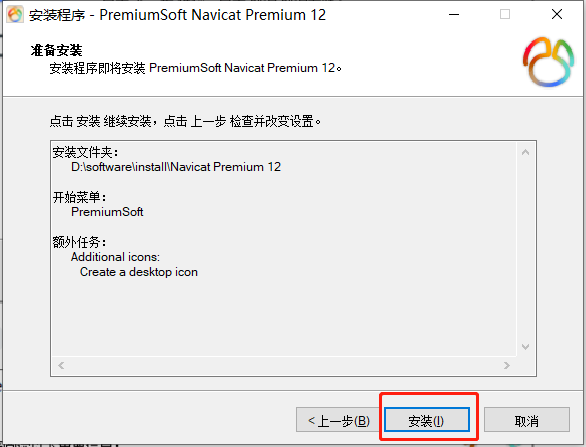 安装程序 - PremiumSoft Navicat Premium 12
准备安装
安装程序即将安装 PremiumSoft Navicat Premium 12。
点击 安装 继续安装，点击 上一步 检查并改变设置。
安装文件夹：
D:\software\install\Navicat Premium 12
开始菜单：
PremiumSoft
额外任务：
Additional icons:
Create a desktop icon
< 上一步(B) 安装(I) 取消